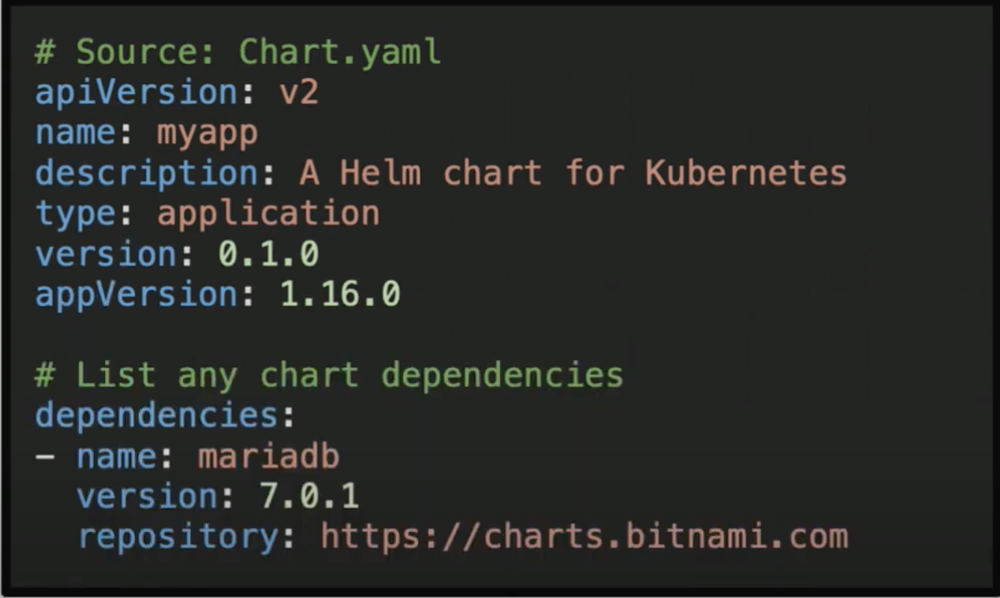 # Source: Chart.yaml
apiVersion: v2
name: myapp
description: A Helm chart for Kubernetes
type: application
version: 0.1.0
appVersion: 1.16.0

# List any chart dependencies
dependencies:
- name: mariadb
  version: 7.0.1
  repository: https://charts.bitnami.com